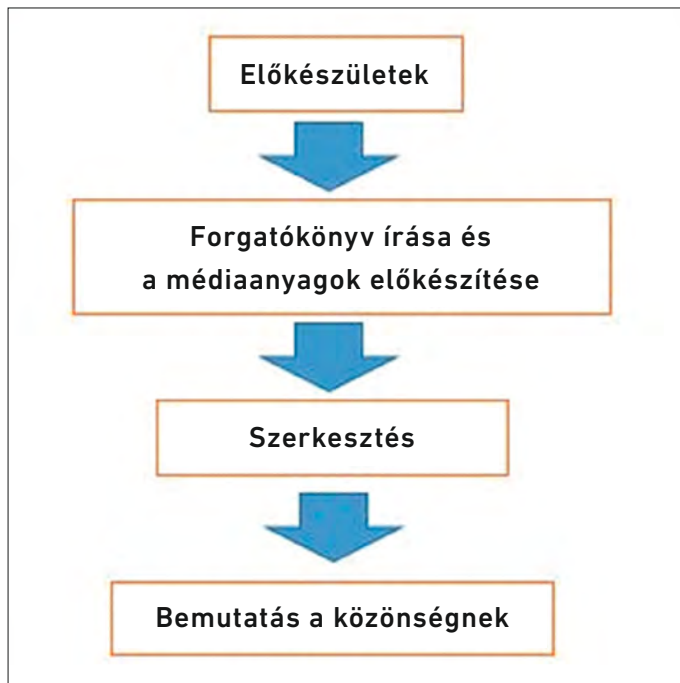 Előkészületek
Forgatókönyv írása és
a médiaanyagok előkészítése
Szerkesztés
Bemutatás a közönségnek